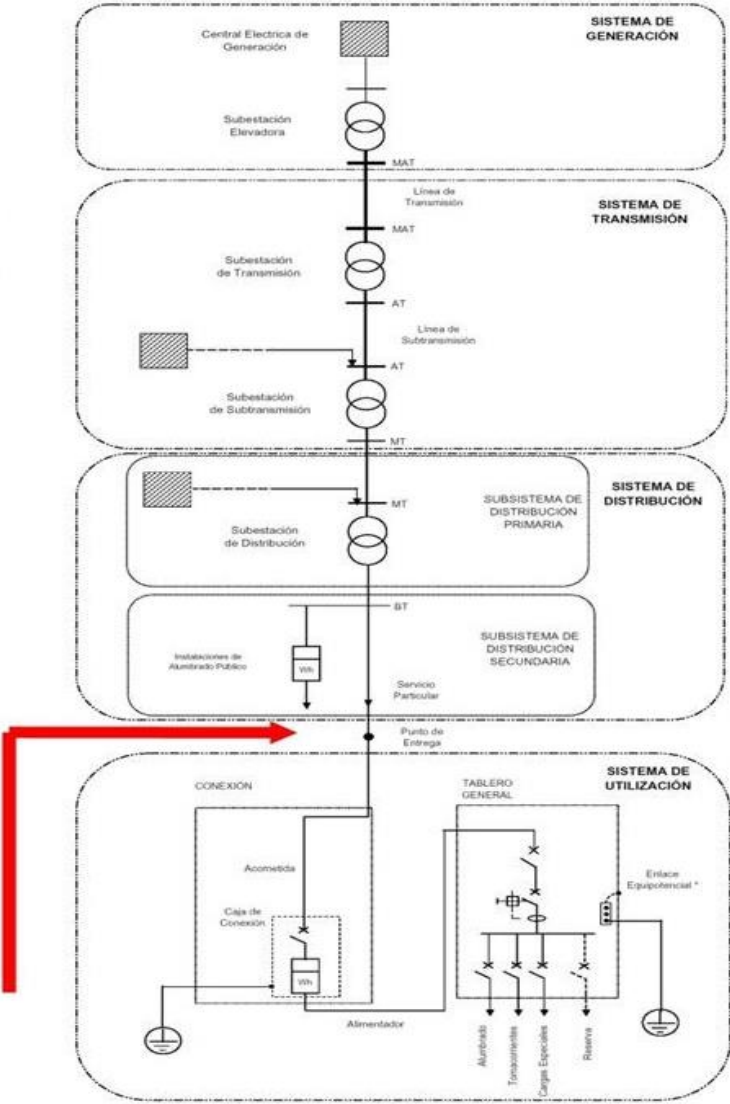 SISTEMA DE
GENERACIÓN
Central Electrica de
Generación
Subestación
Elevadora
MAT
Línea de
Transmisión
SISTEMA DE
TRANSMISIÓN
MAT
Subestación
de Transmisión
AT
Línea de
Subtransmisión
AT
Subestación
de Subtransmisión
MT
SISTEMA DE
DISTRIBUCIÓN
SUBSISTEMA DE
DISTRIBUCIÓN
PRIMARIA
MT
Subestación
de Distribución
BT
SUBSISTEMA DE
DISTRIBUCIÓN
SECUNDARIA
Instalaciones de
Alumbrado Público
Wh
Servicio
Particular
Punto de
Entrega
SISTEMA DE
UTILIZACIÓN
CONEXIÓN
TABLERO
GENERAL
Acometida
Enlace
Equipotencial *
Caja de
Conexión
Wh
Alimentador
Alumbrado
Tomacorrientes
Cargas Especiales
Reserva